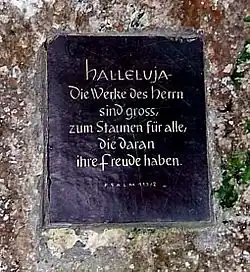 HALLELUJA-
Die Werke des Herrn
sind gross,
zum Staunen für alle,
die daran
ihre Freude haben.
PSALM 111/2